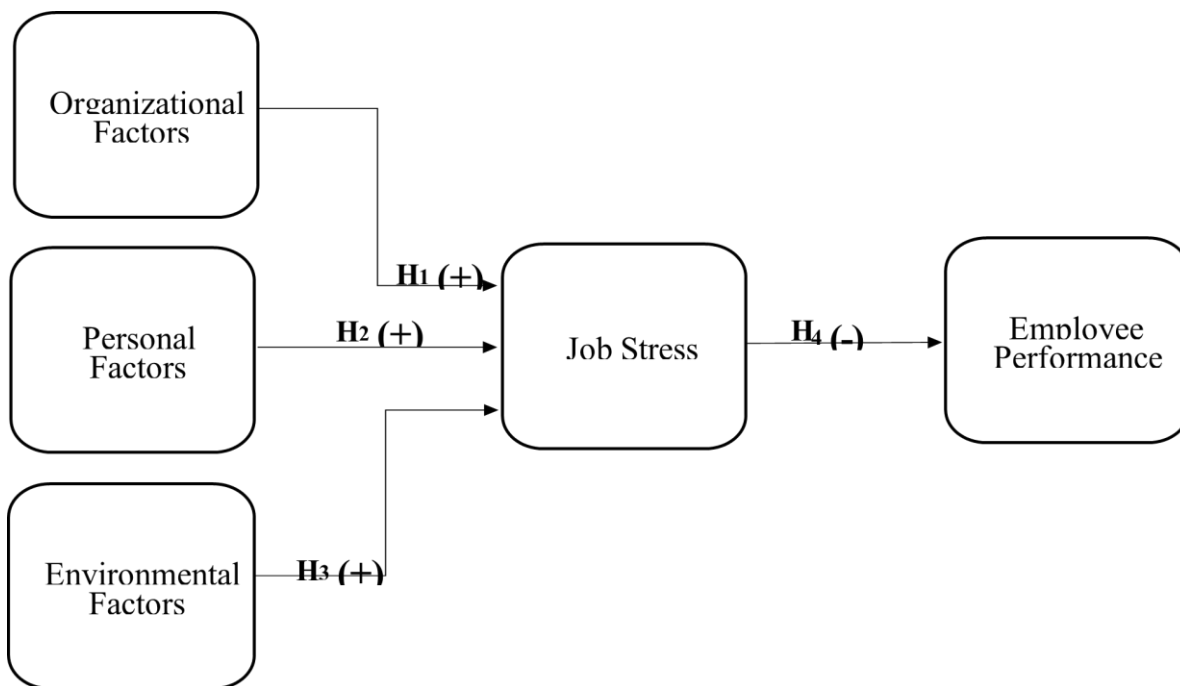 Organizational
Factors
H1 (+)
Personal
Factors
H2 (+)
Job Stress
H4 (-)
Employee
Performance
Environmental
Factors
H3 (+)